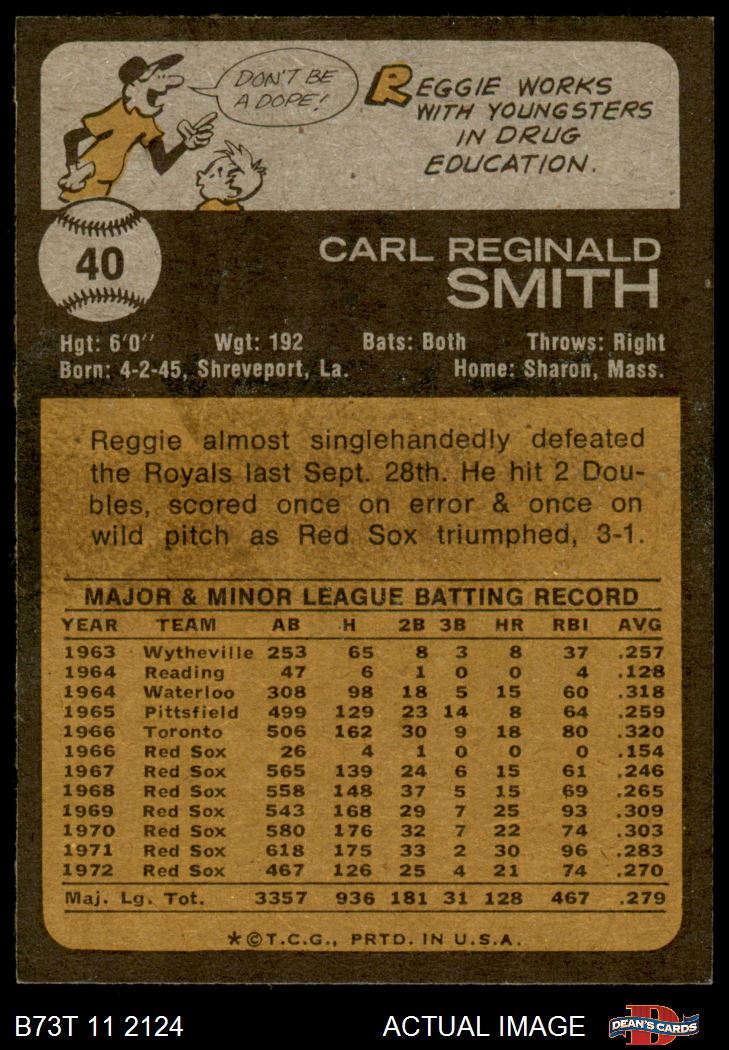 DON'T BE
A DOPE!
REGGIE WORKS
WITH YOUNGSTERS
IN DRUG
EDUCATION.
40
CARL REGINALD
SMITH
Hgt: 6'0" Wgt: 192 Bats: Both Throws: Right
Born: 4-2-45, Shreveport, La. Home: Sharon, Mass.
Reggie almost singlehandedly defeated
the Royals last Sept. 28th. He hit 2 Dou-
bles, scored once on error & once on
wild pitch as Red Sox triumphed, 3-1.
MAJOR & MINOR LEAGUE BATTING RECORD
YEAR TEAM AB H 2B 3B HR RBI AVG
1963 Wytheville 253 65 8 3 8 37 .257
1964 Reading 47 6 1 0 0 4 .128
1964 Waterloo 308 98 18 5 15 60 .318
1965 Pittsfield 499 129 23 14 8 64 .259
1966 Toronto 506 162 30 9 18 80 .320
1966 Red Sox 26 4 1 0 0 0 .154
1967 Red Sox 565 139 24 6 15 61 .246
1968 Red Sox 558 148 37 5 15 69 .265
1969 Red Sox 543 168 29 7 25 93 .309
1970 Red Sox 580 176 32 7 22 74 .303
1971 Red Sox 618 175 33 2 30 96 .283
1972 Red Sox 467 126 25 4 21 74 .270
Maj. Lg. Tot. 3357 936 181 31 128 467 .279
*©T.C.G., PRTD. IN U.S.A.
B73T 11 2124 ACTUAL IMAGE D DEAN'S CARDS